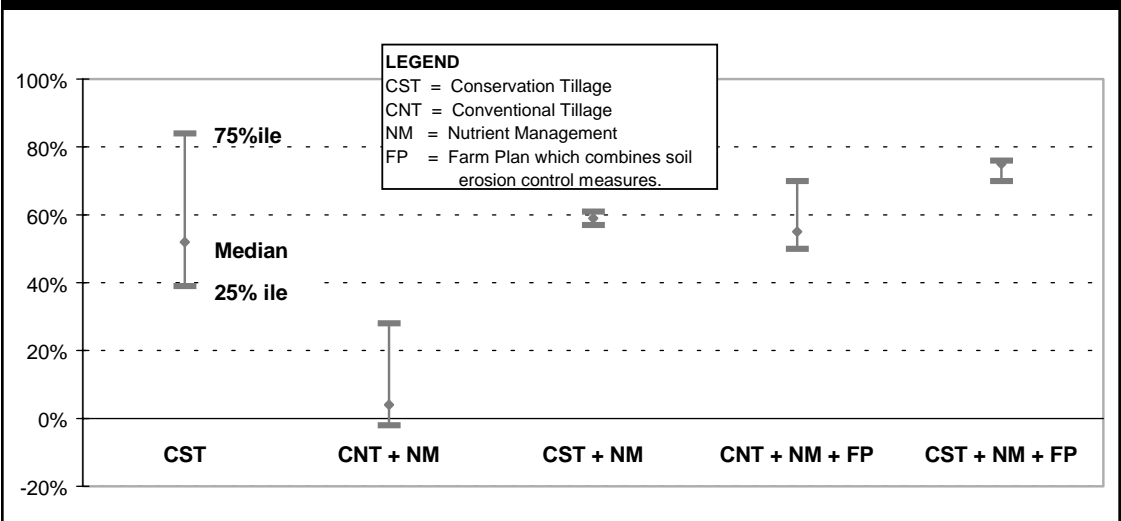 LEGEND
CST = Conservation Tillage
CNT = Conventional Tillage
NM = Nutrient Management
FP = Farm Plan which combines soil
erosion control measures.
100%
80%
60%
40%
20%
0%
-20%
75%ile
Median
25% ile
CST
CNT + NM
CST + NM
CNT + NM + FP
CST + NM + FP